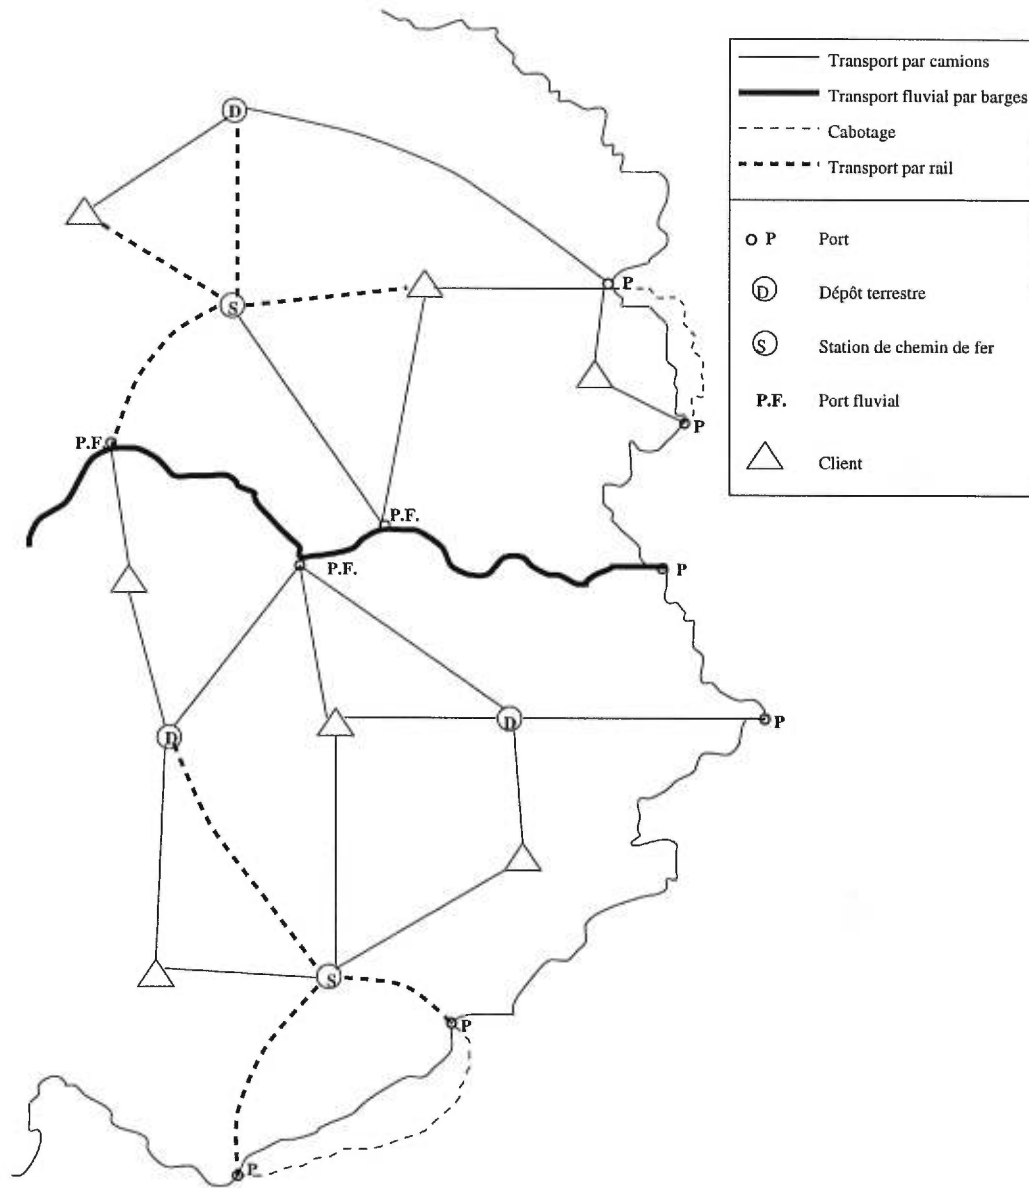 Transport par camions
Transport fluvial par barges
Cabotage
Transport par rail
P Port
D Dépôt terrestre
S Station de chemin de fer
P.F. Port fluvial
Client
D
P
S
P
P.F.
P.F.
P.F.
P
D
D
P
S
P
P